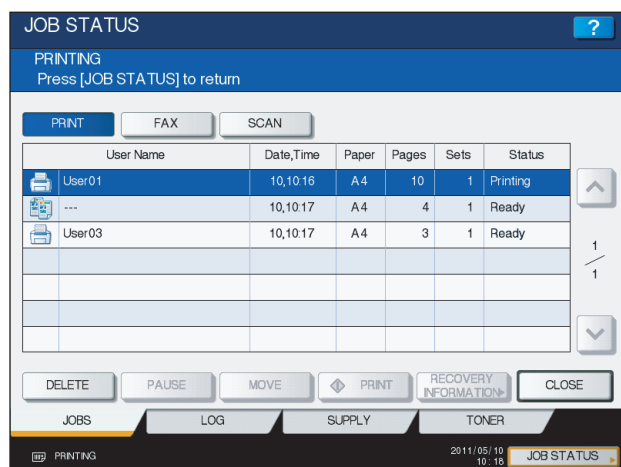 JOB STATUS ?
PRINTING
Press [JOB STATUS] to return
PRINT FAX SCAN
User Name Date,Time Paper Pages Sets Status
User01 10,10:16 A4 10 1 Printing
--- 10,10:17 A4 4 1 Ready
User03 10,10:17 A4 3 1 Ready
1
1
DELETE PAUSE MOVE PRINT RECOVERY INFORMATION CLOSE
JOBS LOG SUPPLY TONER
PRINTING 2011/05/10
10:18 JOB STATUS